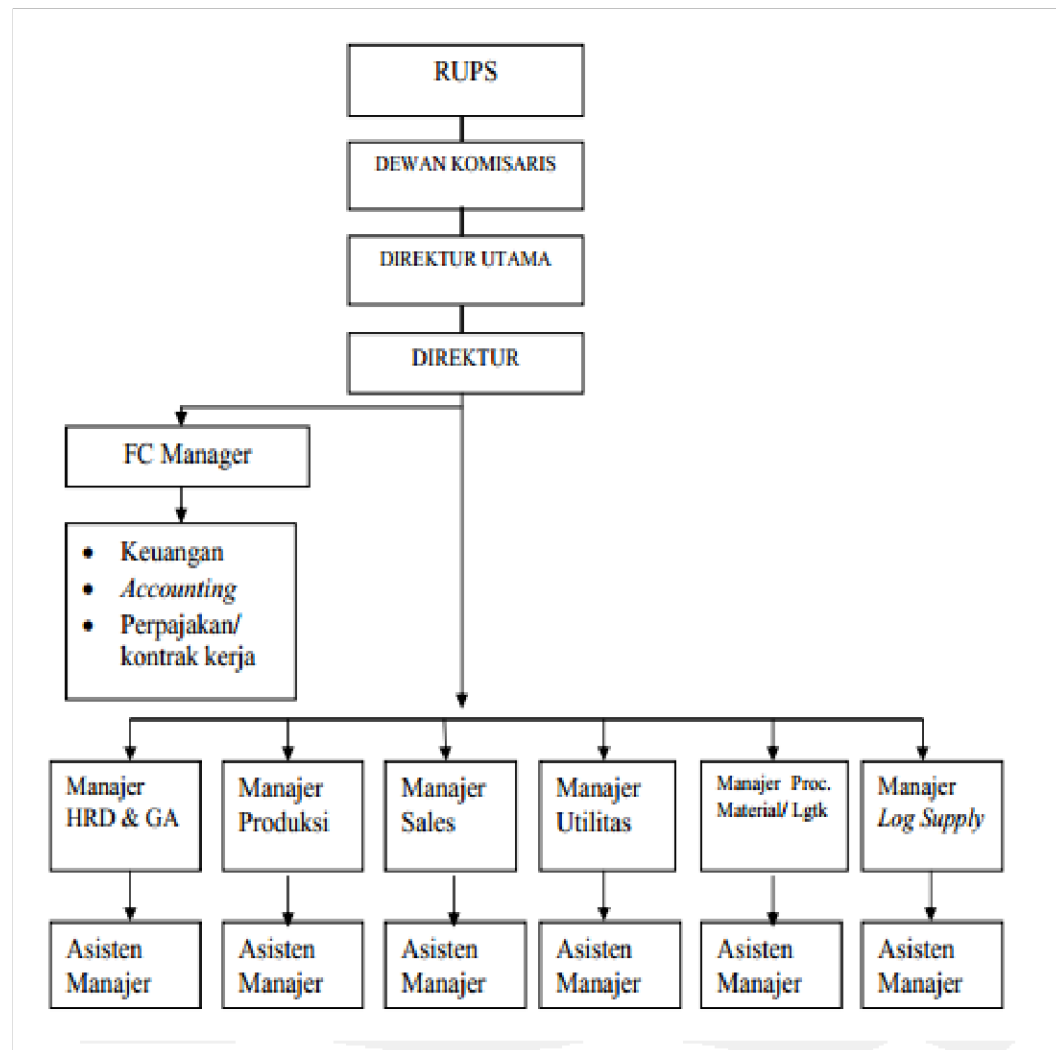 RUPS
DEWAN KOMISARIS
DIREKTUR UTAMA
DIREKTUR
FC Manager
• Keuangan
• Accounting
• Perpajakan/
kontrak kerja
Manajer
HRD & GA
Manajer
Produksi
Manajer
Sales
Manajer
Utilitas
Manajer Proc.
Material/ Lgtk
Manajer
Log Supply
Asisten
Manajer
Asisten
Manajer
Asisten
Manajer
Asisten
Manajer
Asisten
Manajer
Asisten
Manajer